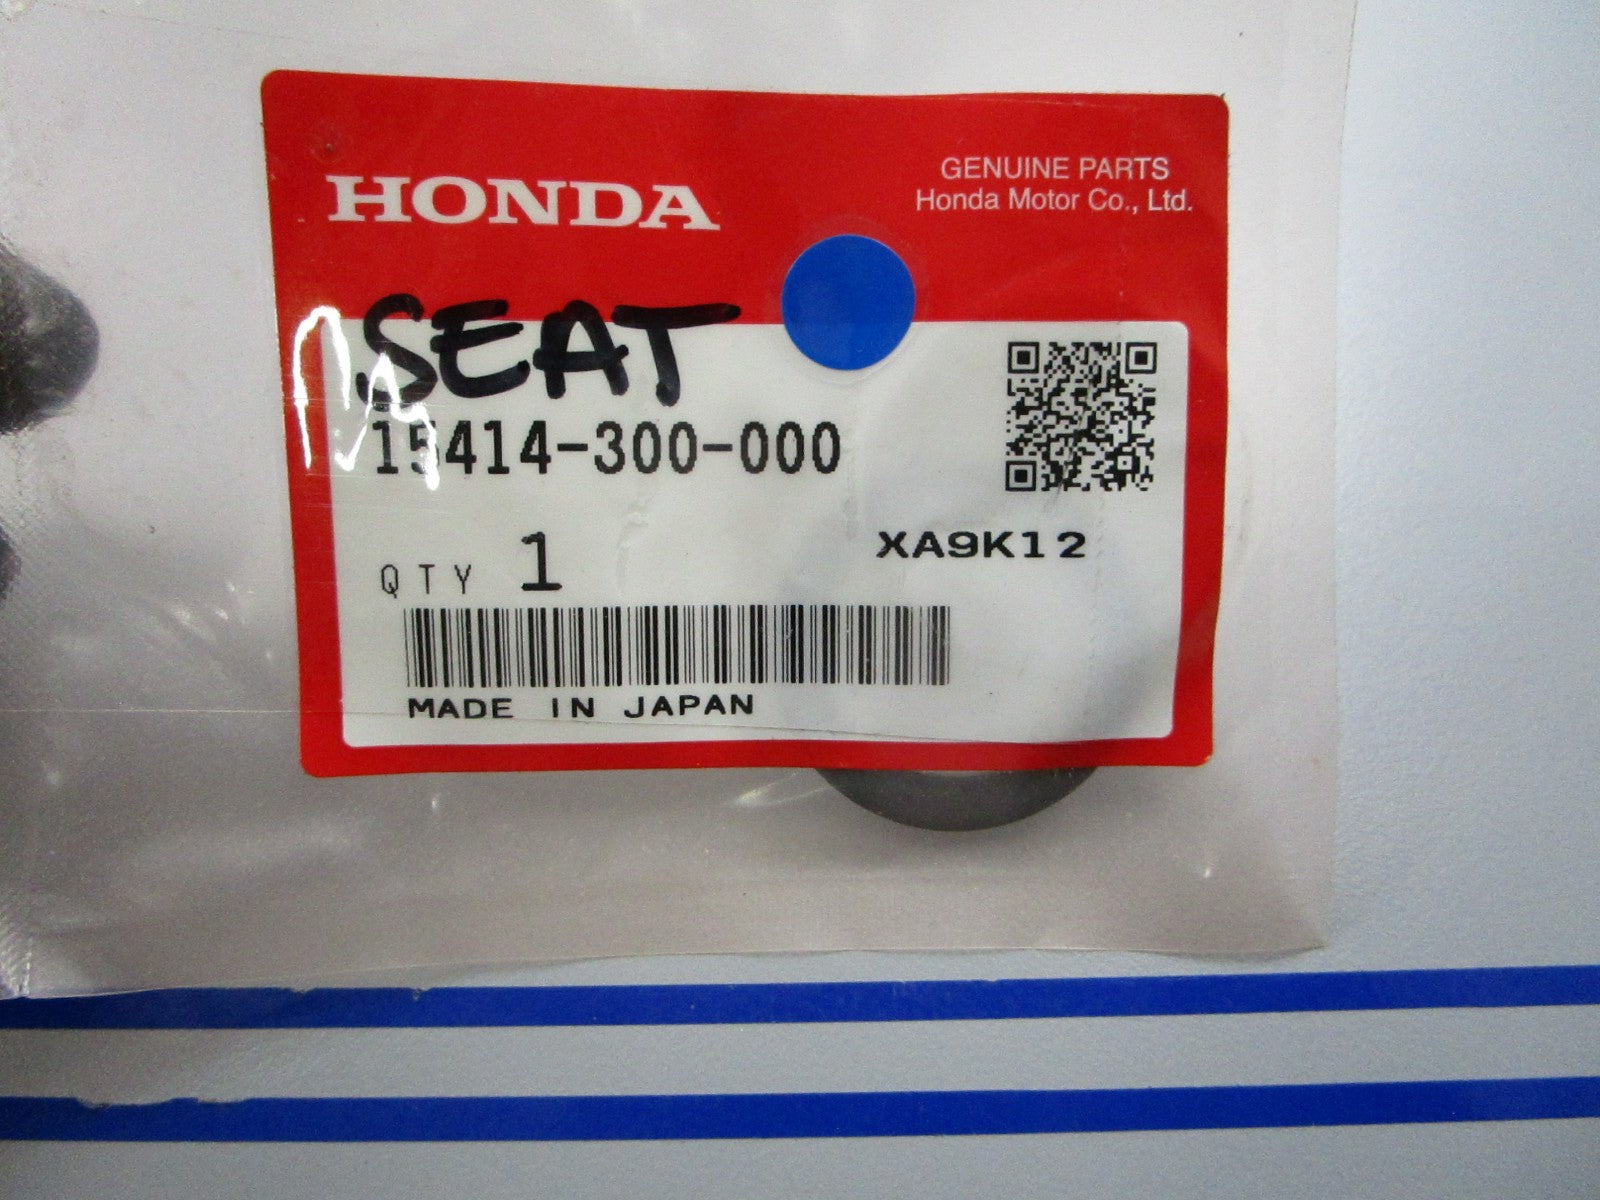 HONDA
GENUINE PARTS
Honda Motor Co., Ltd.
SEAT
15414-300-000
XA9K12
QTY 1
MADE IN JAPAN